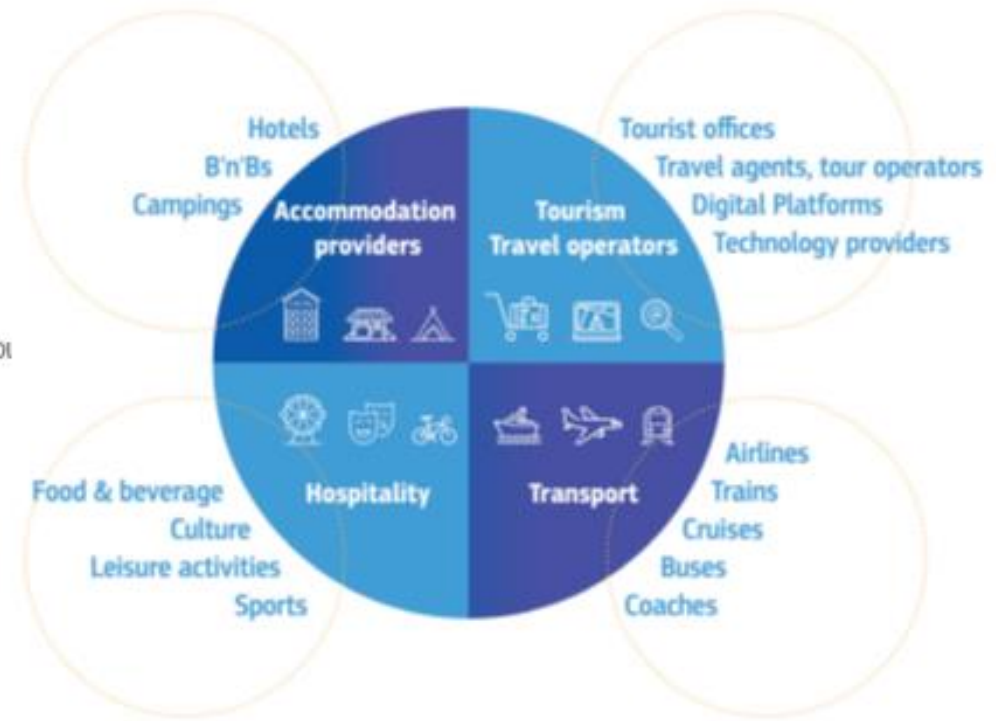 Hotels
B'n'Bs
Campings
Accommodation
providers
Tourism
Travel operators
Tourist offices
Travel agents, tour operators
Digital Platforms
Technology providers
Food & beverage
Culture
Leisure activities
Sports
Hospitality
Transport
Airlines
Trains
Cruises
Buses
Coaches